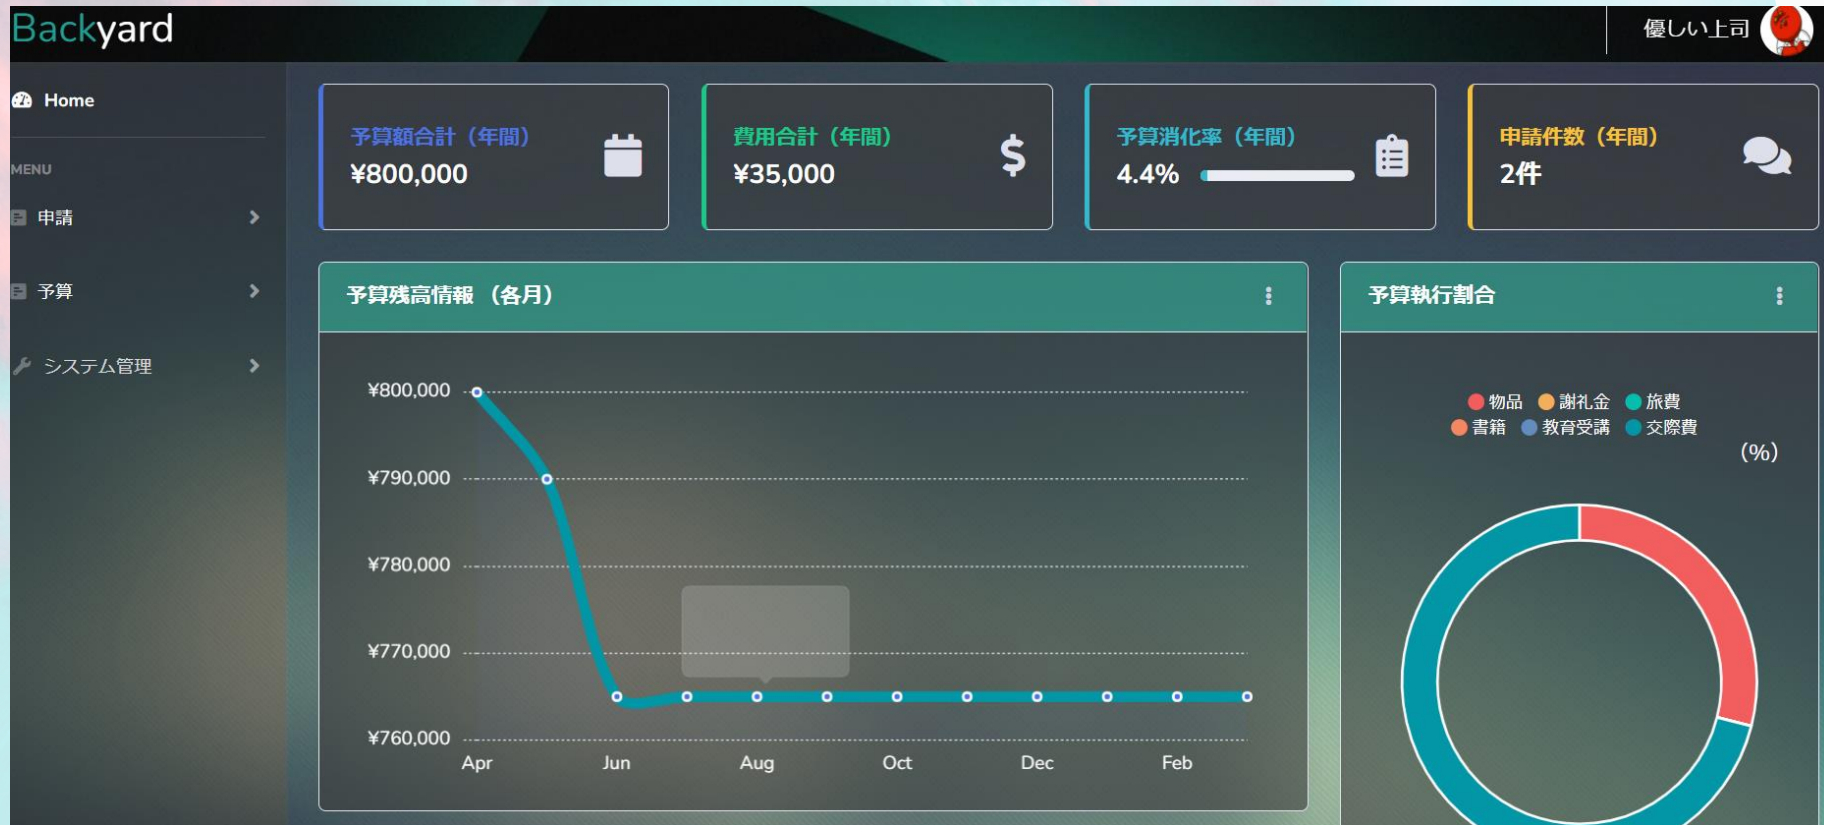 Backyard
優しい上司
Home
MENU
申請
予算
システム管理
予算額合計（年間）
¥800,000
費用合計（年間）
¥35,000
予算消化率（年間）
4.4%
申請件数（年間）
2件
予算残高情報 （各月）
¥800,000
¥790,000
¥780,000
¥770,000
¥760,000
Apr Jun Aug Oct Dec Feb
予算執行割合
物品 謝礼金 旅費
書籍 教育受講 交際費
(%)